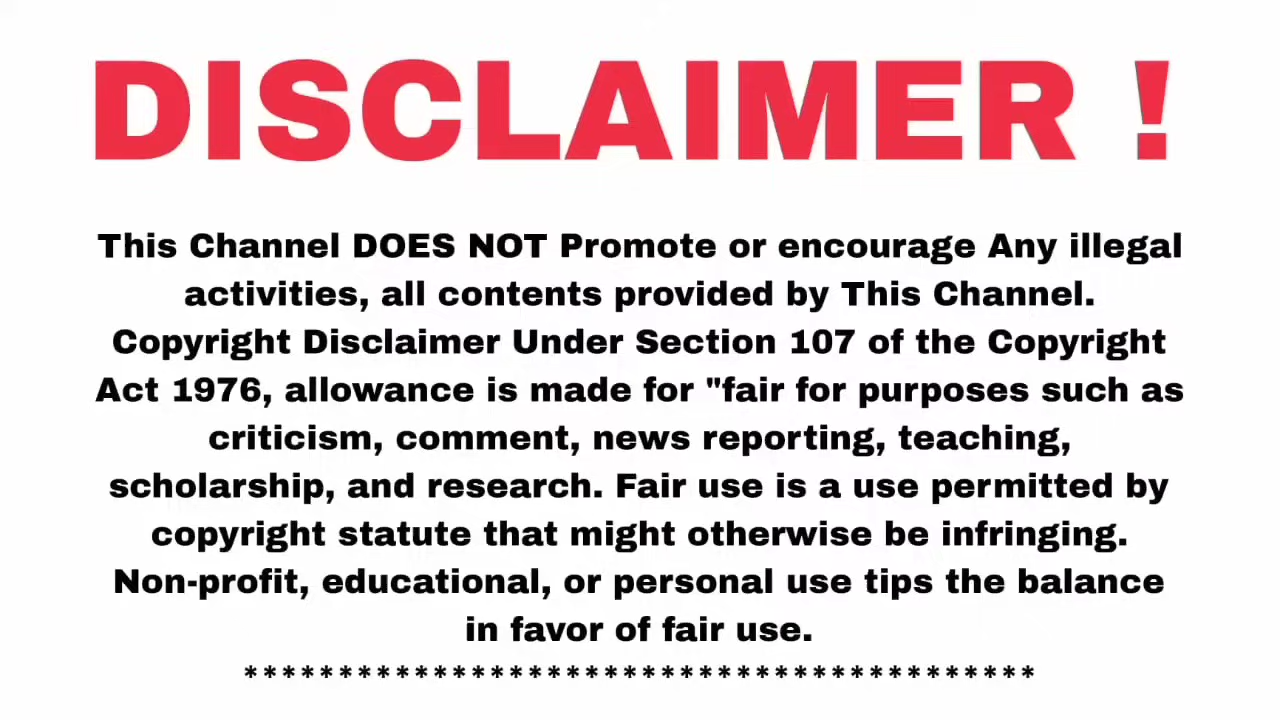 DISCLAIMER !
This Channel DOES NOT Promote or encourage Any illegal
activities, all contents provided by This Channel.
Copyright Disclaimer Under Section 107 of the Copyright
Act 1976, allowance is made for "fair for purposes such as
criticism, comment, news reporting, teaching,
scholarship, and research. Fair use is a use permitted by
copyright statute that might otherwise be infringing.
Non-profit, educational, or personal use tips the balance
in favor of fair use.
******************************************